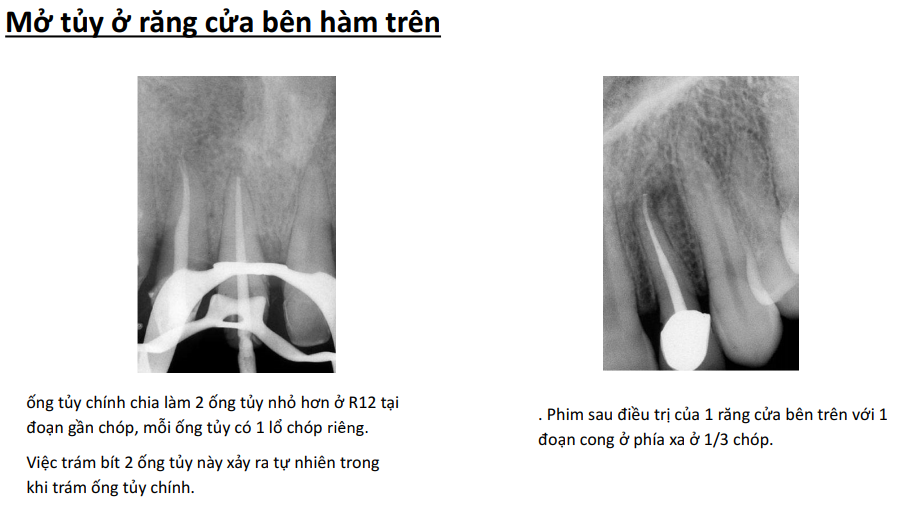 Mở tủy ở răng cửa bên hàm trên
ống tủy chính chia làm 2 ống tủy nhỏ hơn ở R12 tại
đoạn gần chóp, mỗi ống tủy có 1 lổ chóp riêng.
Việc trám bít 2 ống tủy này xảy ra tự nhiên trong
khi trám ống tủy chính.
. Phim sau điều trị của 1 răng cửa bên trên với 1
đoạn cong ở phía xa ở 1/3 chóp.